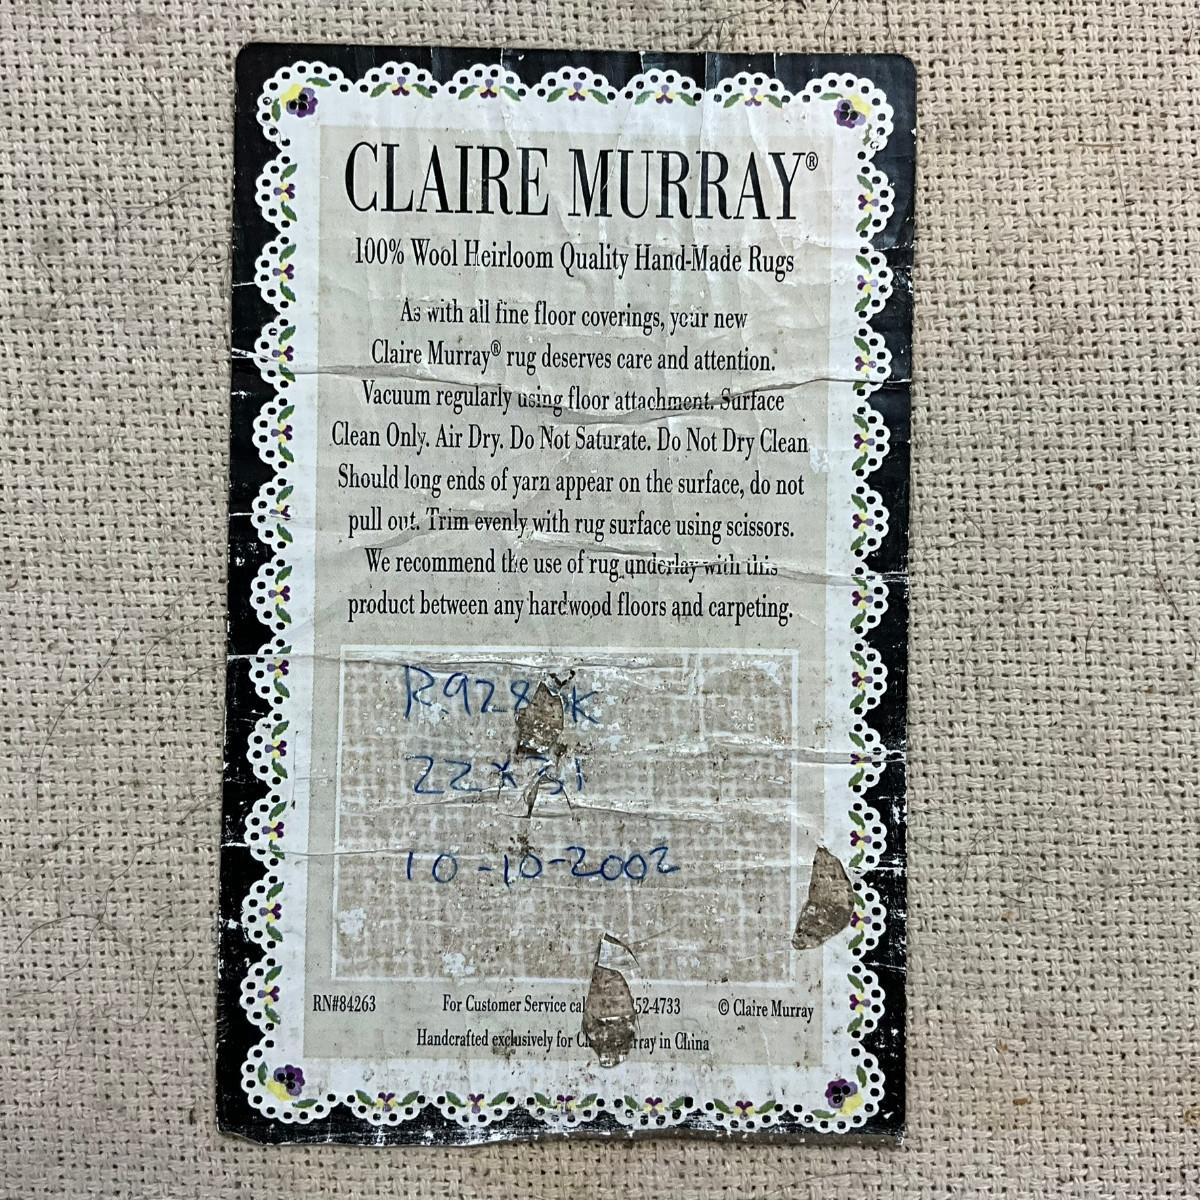 CLAIRE MURRAY®
100% Wool Heirloom Quality Hand-Made Rugs
As with all fine floor coverings, your new
Claire Murray® rug deserves care and attention.
Vacuum regularly using floor attachment. Surface
Clean Only. Air Dry. Do Not Saturate. Do Not Dry Clean
Should long ends of yarn appear on the surface, do not
pull out. Trim evenly with rug surface using scissors.
We recommend the use of rug underlay with this
product between any hardwood floors and carpeting.
22x31
10-10-2002
RN#84263 For Customer Service 52-4733 © Claire Murray
Handcrafted exclusively for in China